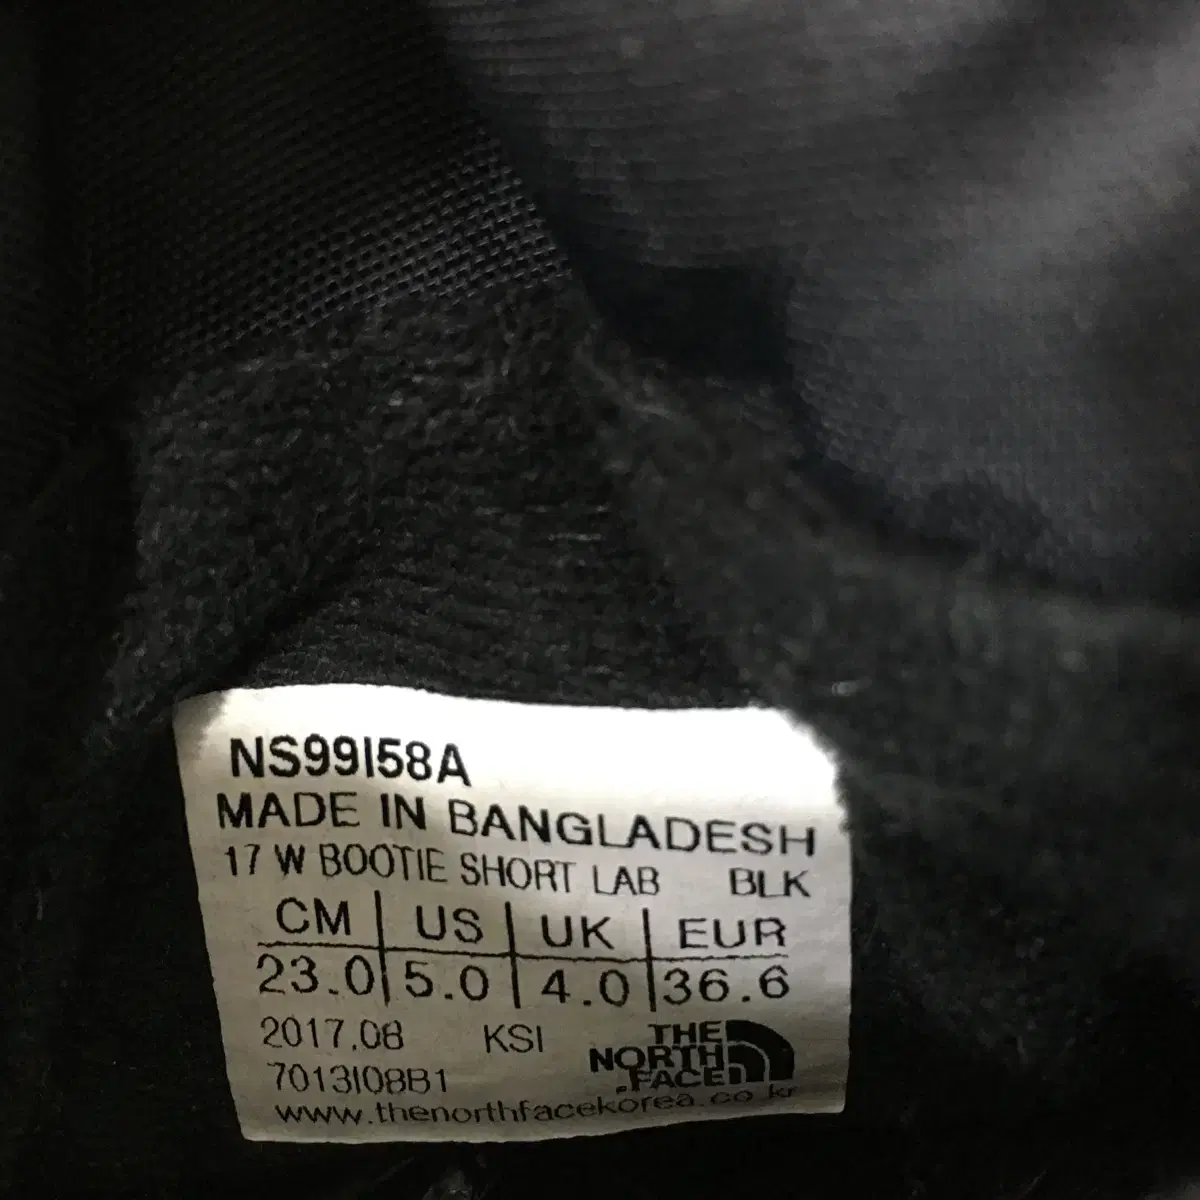 NS99I58A
MADE IN BANGLADESH
17 W BOOTIE SHORT LAB BLK
CM US UK EUR
23.0 5.0 4.0 36.6
2017.08 KSI
7013I08B1
THE
NORTH
FACE
www.thenorthfacekorea.co.kr